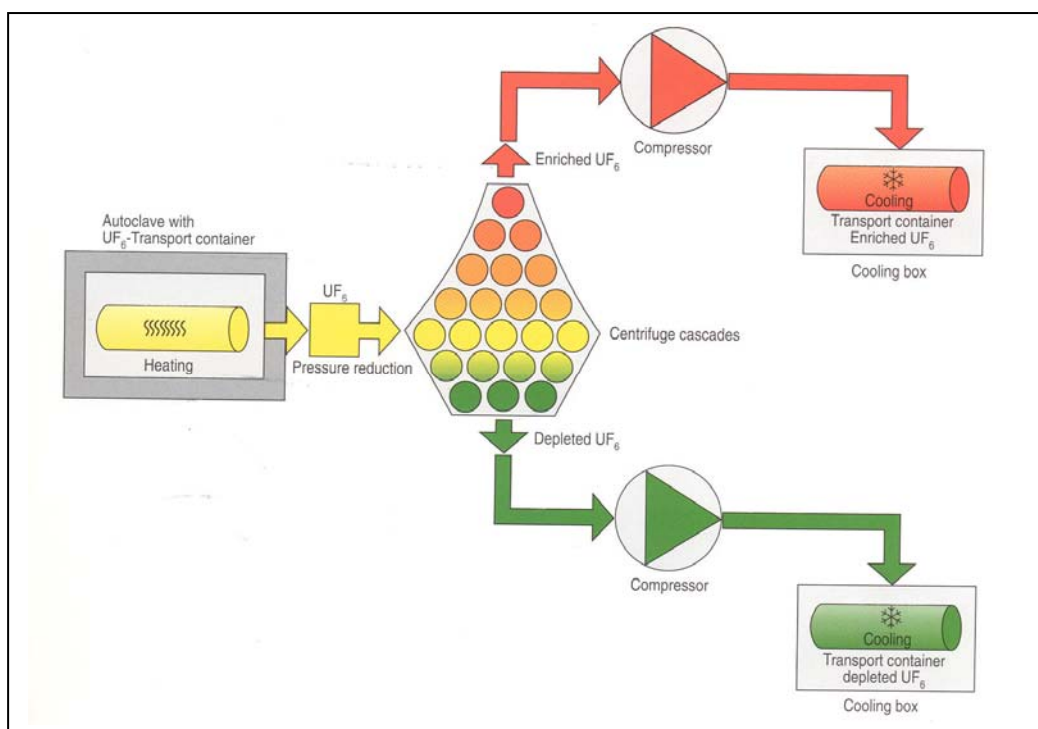 Enriched UF6
Compressor
Cooling
Transport container
Enriched UF6
Cooling box
Autoclave with
UF6-Transport container
Heating
UF6
Pressure reduction
Centrifuge cascades
Depleted UF6
Compressor
Cooling
Transport container
depleted UF6
Cooling box